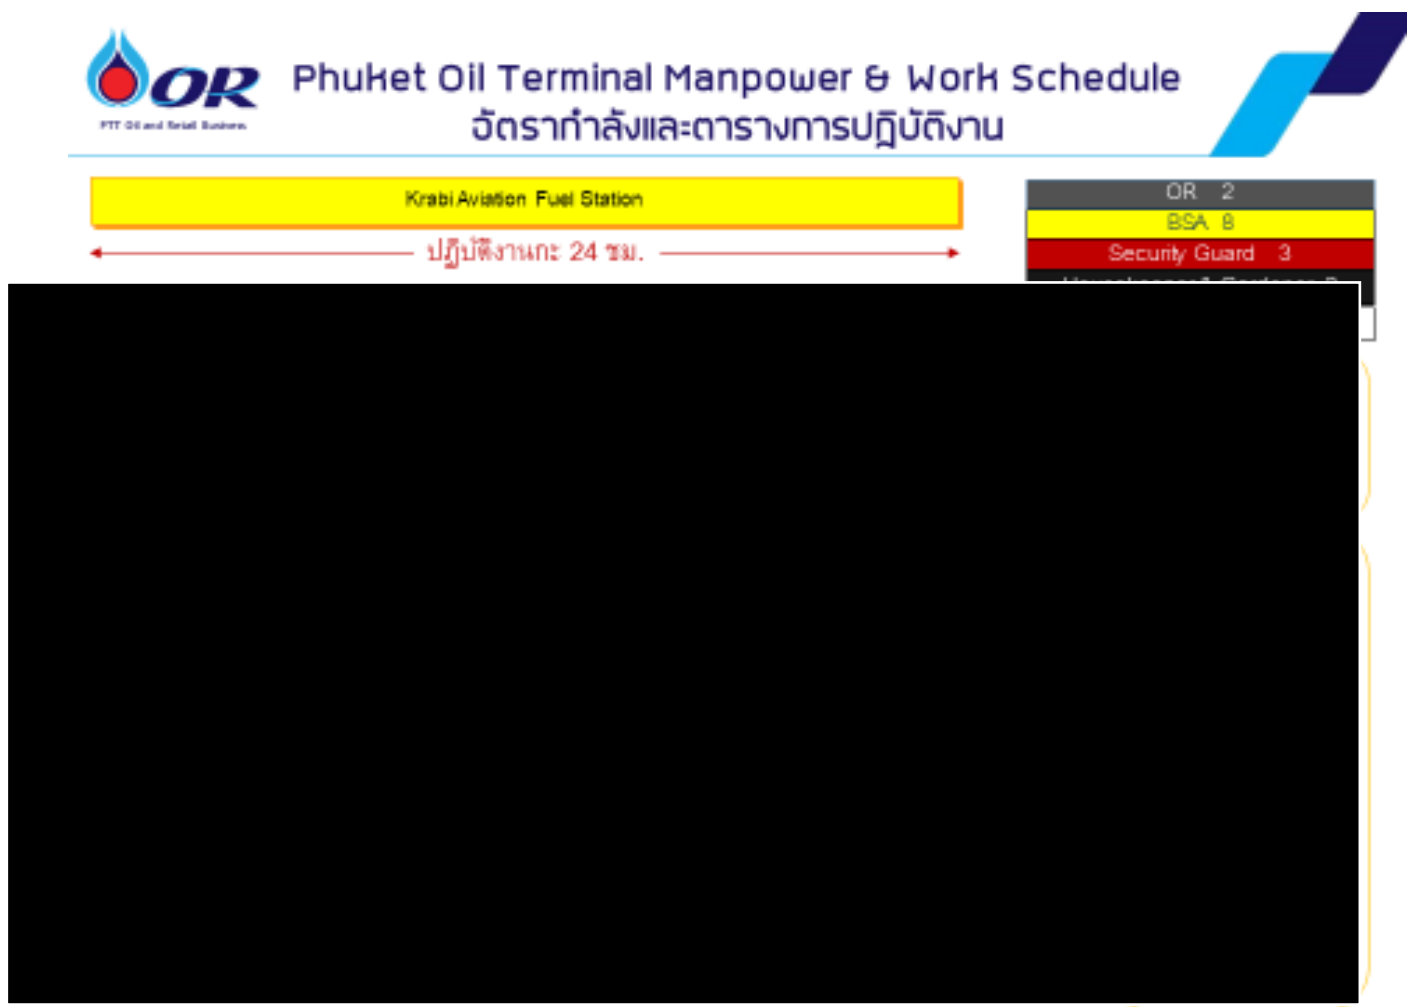 OR
PTT Oil and Retail Business
Phuket Oil Terminal Manpower & Work Schedule
อัตรากำลังและตารางการปฏิบัติงาน
Krabi Aviation Fuel Station
ปฏิบัติงานกะ 24 ชม.
OR 2
BSA 8
Security Guard 3